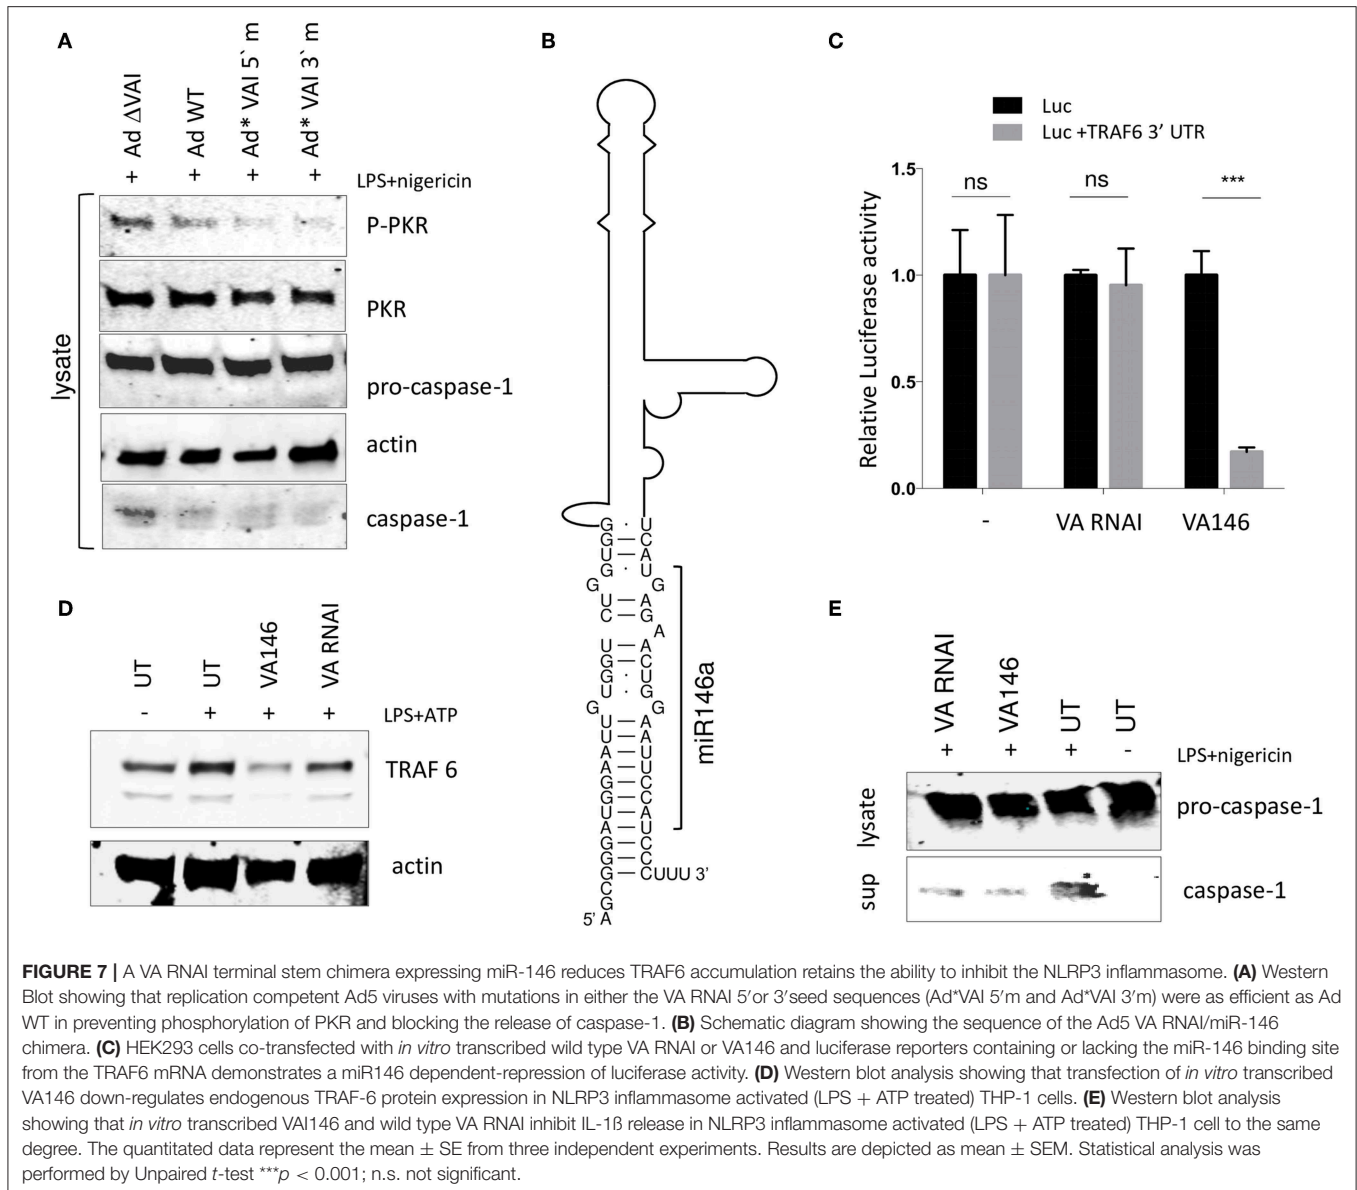 A
Ad ΔVAI
Ad WT
Ad* VAI 5` m
Ad* VAI 3` m
+ + + + LPS+nigericin
lysate
P-PKR
PKR
pro-caspase-1
actin
caspase-1
B
G · U
G — C
U — A
G · U
G G
U — A
C — G
A
U — A
G — C
G · U
U · G
G G
U — A
U — A
A — U
A — U
G — C
G — C
U — A
A — U
G — C
G — C
G — CUUU 3'
C
G
5' A
miR146a
C
Luc
Luc +TRAF6 3' UTR
Relative Luciferase activity
1.5
1.0
0.5
0.0
ns ns ***
- VA RNAI VA146
D
UT UT VA146 VA RNAI
- + + + LPS+ATP
TRAF 6
actin
E
VA RNAI VA146 UT UT
+ + + - LPS+nigericin
lysate pro-caspase-1
sup caspase-1
FIGURE 7 | A VA RNAI terminal stem chimera expressing miR-146 reduces TRAF6 accumulation retains the ability to inhibit the NLRP3 inflammasome. (A) Western
Blot showing that replication competent Ad5 viruses with mutations in either the VA RNAI 5′or 3′seed sequences (Ad*VAI 5′m and Ad*VAI 3′m) were as efficient as Ad
WT in preventing phosphorylation of PKR and blocking the release of caspase-1. (B) Schematic diagram showing the sequence of the Ad5 VA RNAI/miR-146
chimera. (C) HEK293 cells co-transfected with in vitro transcribed wild type VA RNAI or VA146 and luciferase reporters containing or lacking the miR-146 binding site
from the TRAF6 mRNA demonstrates a miR146 dependent-repression of luciferase activity. (D) Western blot analysis showing that transfection of in vitro transcribed
VA146 down-regulates endogenous TRAF-6 protein expression in NLRP3 inflammasome activated (LPS + ATP treated) THP-1 cells. (E) Western blot analysis
showing that in vitro transcribed VAI146 and wild type VA RNAI inhibit IL-1ß release in NLRP3 inflammasome activated (LPS + ATP treated) THP-1 cell to the same
degree. The quantitated data represent the mean ± SE from three independent experiments. Results are depicted as mean ± SEM. Statistical analysis was
performed by Unpaired t-test ***p < 0.001; n.s. not significant.